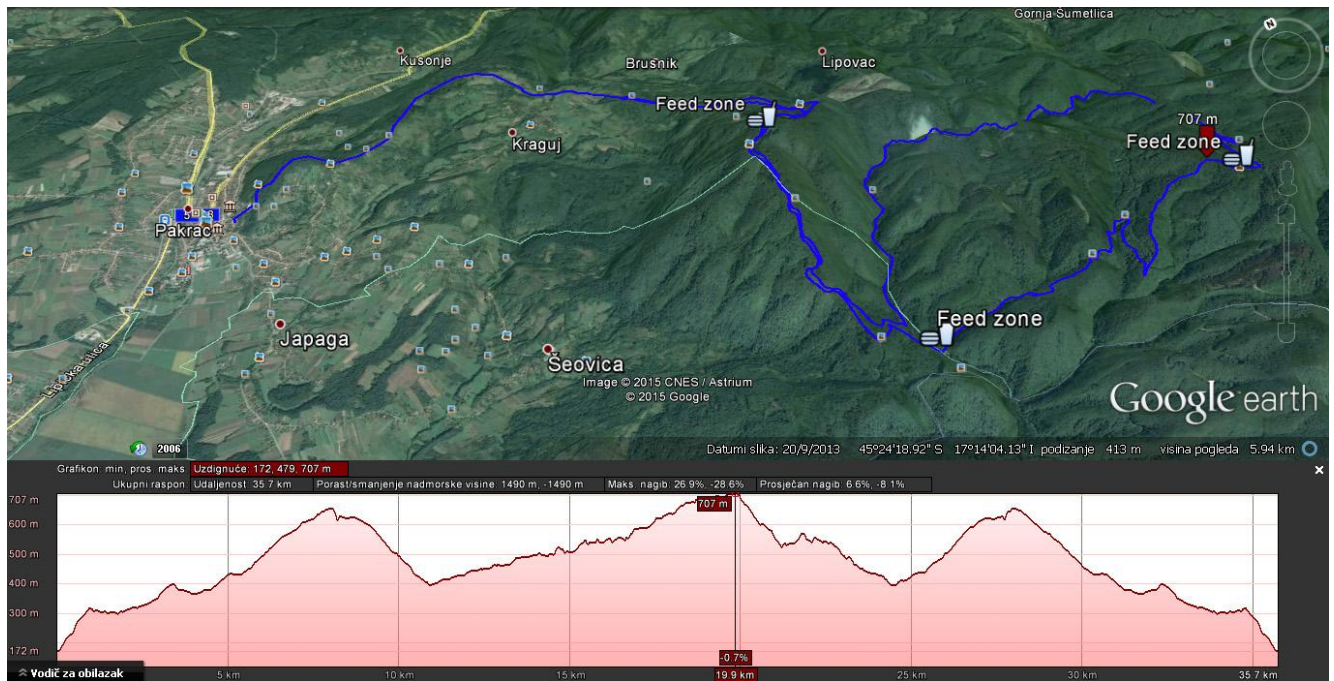 Gornja Šumetlica
N
Kusonje
Brusnik
Lipovac
Feed zone
707 m
Feed zone
Kraguj
Pakrac
Feed zone
Japaga
Šeovica
Lipička ulica
Image © 2015 CNES / Astrium
© 2015 Google
Google earth
2006
Datumi slika: 20/9/2013 45°24'18.92" S 17°14'04.13" I podizanje 413 m visina pogleda 5.94 km
Grafikon: min, pros. maks Uzdignuće: 172, 479, 707 m
Ukupni raspon Udaljenost: 35.7 km Porast/smanjenje nadmorske visine: 1490 m, -1490 m Maks. nagib: 26.9%, -28.6% Prosječan nagib: 6.6%, -8.1%
707 m
707 m
600 m
500 m
400 m
300 m
172 m
-0.7%
Vodič za obilazak
5 km 10 km 15 km 19.9 km 25 km 30 km 35.7 km